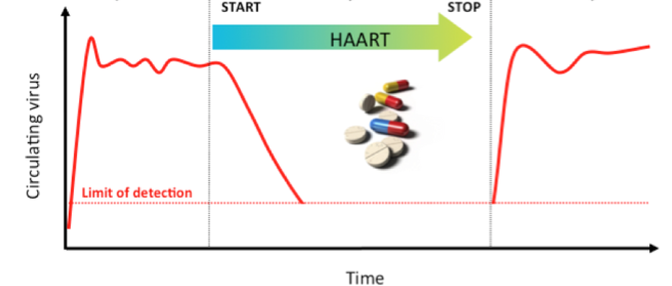 START
STOP
HAART
Circulating virus
Limit of detection
Time